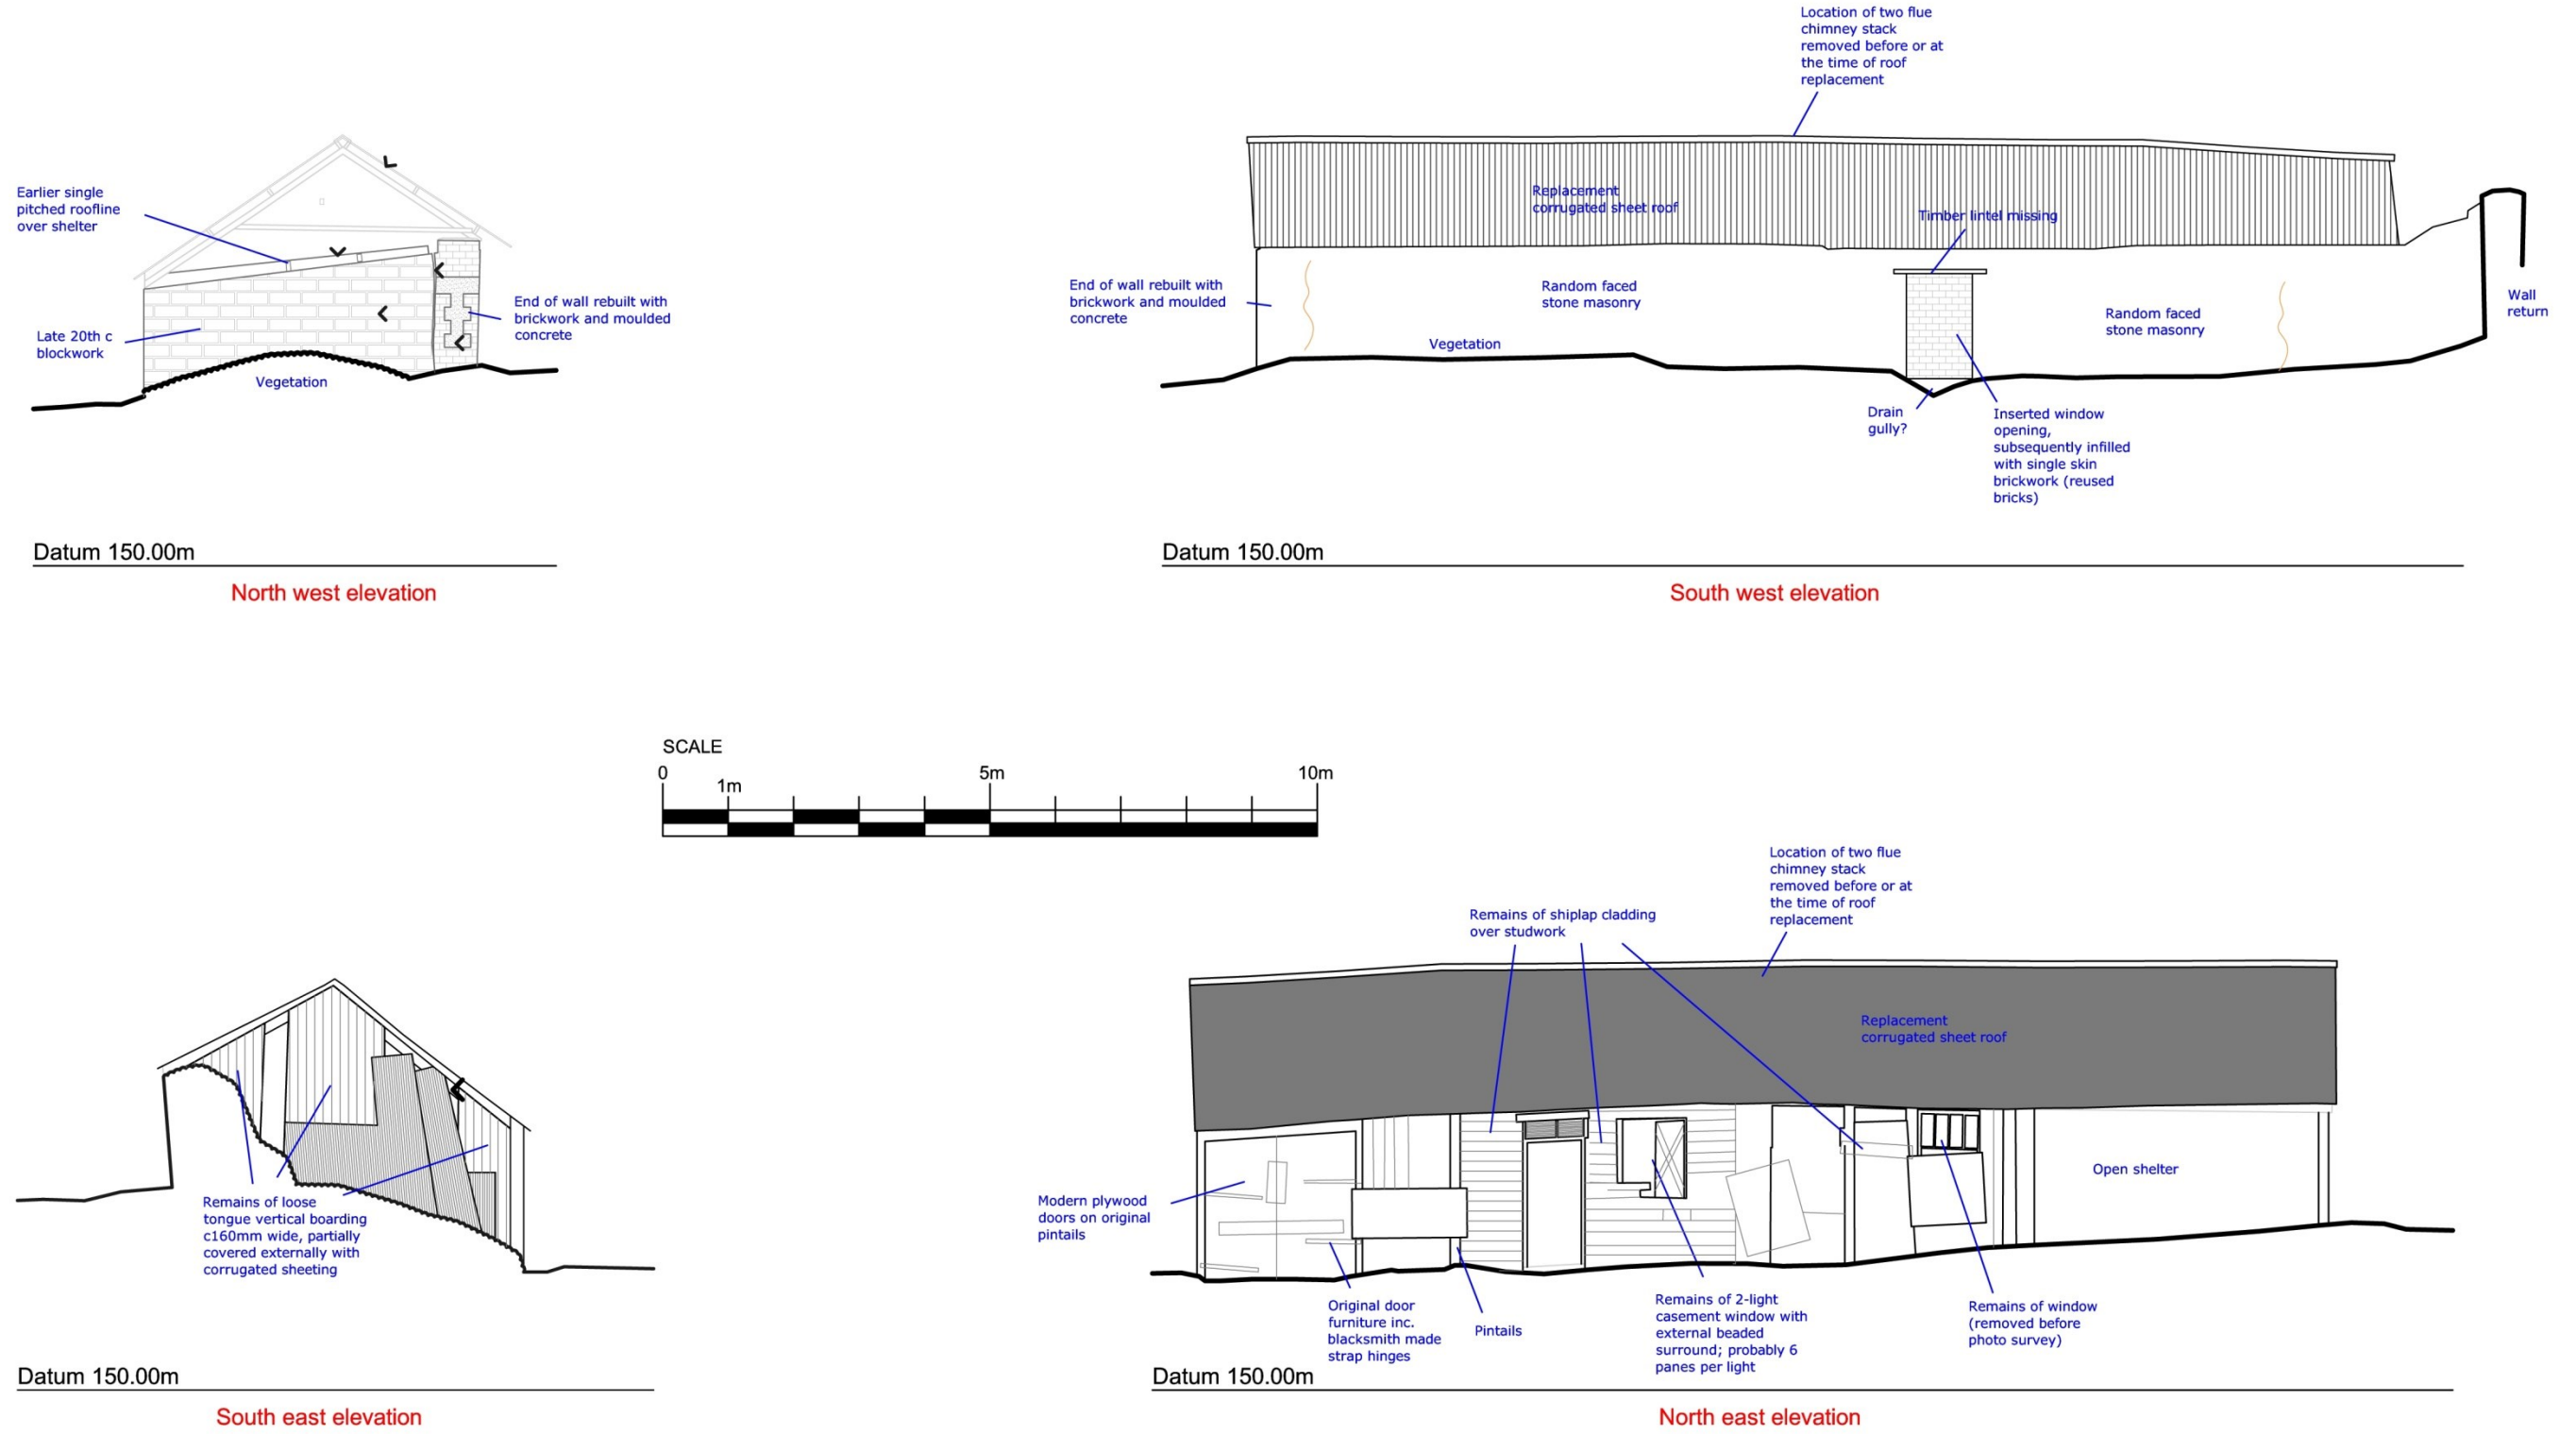 Location of two flue
chimney stack
removed before or at
the time of roof
replacement
Earlier single
pitched roofline
over shelter
Replacement
corrugated sheet roof
Timber lintel missing
End of wall rebuilt with
brickwork and moulded
concrete
Late 20th c
blockwork
Vegetation
End of wall rebuilt with
brickwork and moulded
concrete
Random faced
stone masonry
Vegetation
Random faced
stone masonry
Wall
return
Drain
gully?
Inserted window
opening,
subsequently infilled
with single skin
brickwork (reused
bricks)
Datum 150.00m
North west elevation
Datum 150.00m
South west elevation
SCALE
0
1m
5m
10m
Location of two flue
chimney stack
removed before or at
the time of roof
replacement
Remains of shiplap cladding
over studwork
Replacement
corrugated sheet roof
Remains of loose
tongue vertical boarding
c160mm wide, partially
covered externally with
corrugated sheeting
Modern plywood
doors on original
pintails
Open shelter
Original door
furniture inc.
blacksmith made
strap hinges
Pintails
Remains of 2-light
casement window with
external beaded
surround; probably 6
panes per light
Remains of window
(removed before
photo survey)
Datum 150.00m
South east elevation
Datum 150.00m
North east elevation